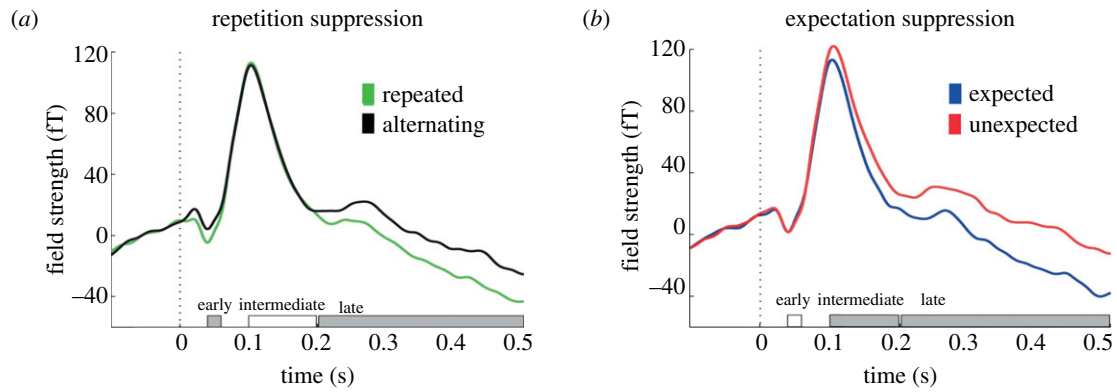 (a) repetition suppression
120
80
40
0
–40
field strength (fT)
repeated
alternating
early intermediate late
0 0.1 0.2 0.3 0.4 0.5
time (s)
(b) expectation suppression
120
80
40
0
–40
field strength (fT)
expected
unexpected
early intermediate late
0 0.1 0.2 0.3 0.4 0.5
time (s)